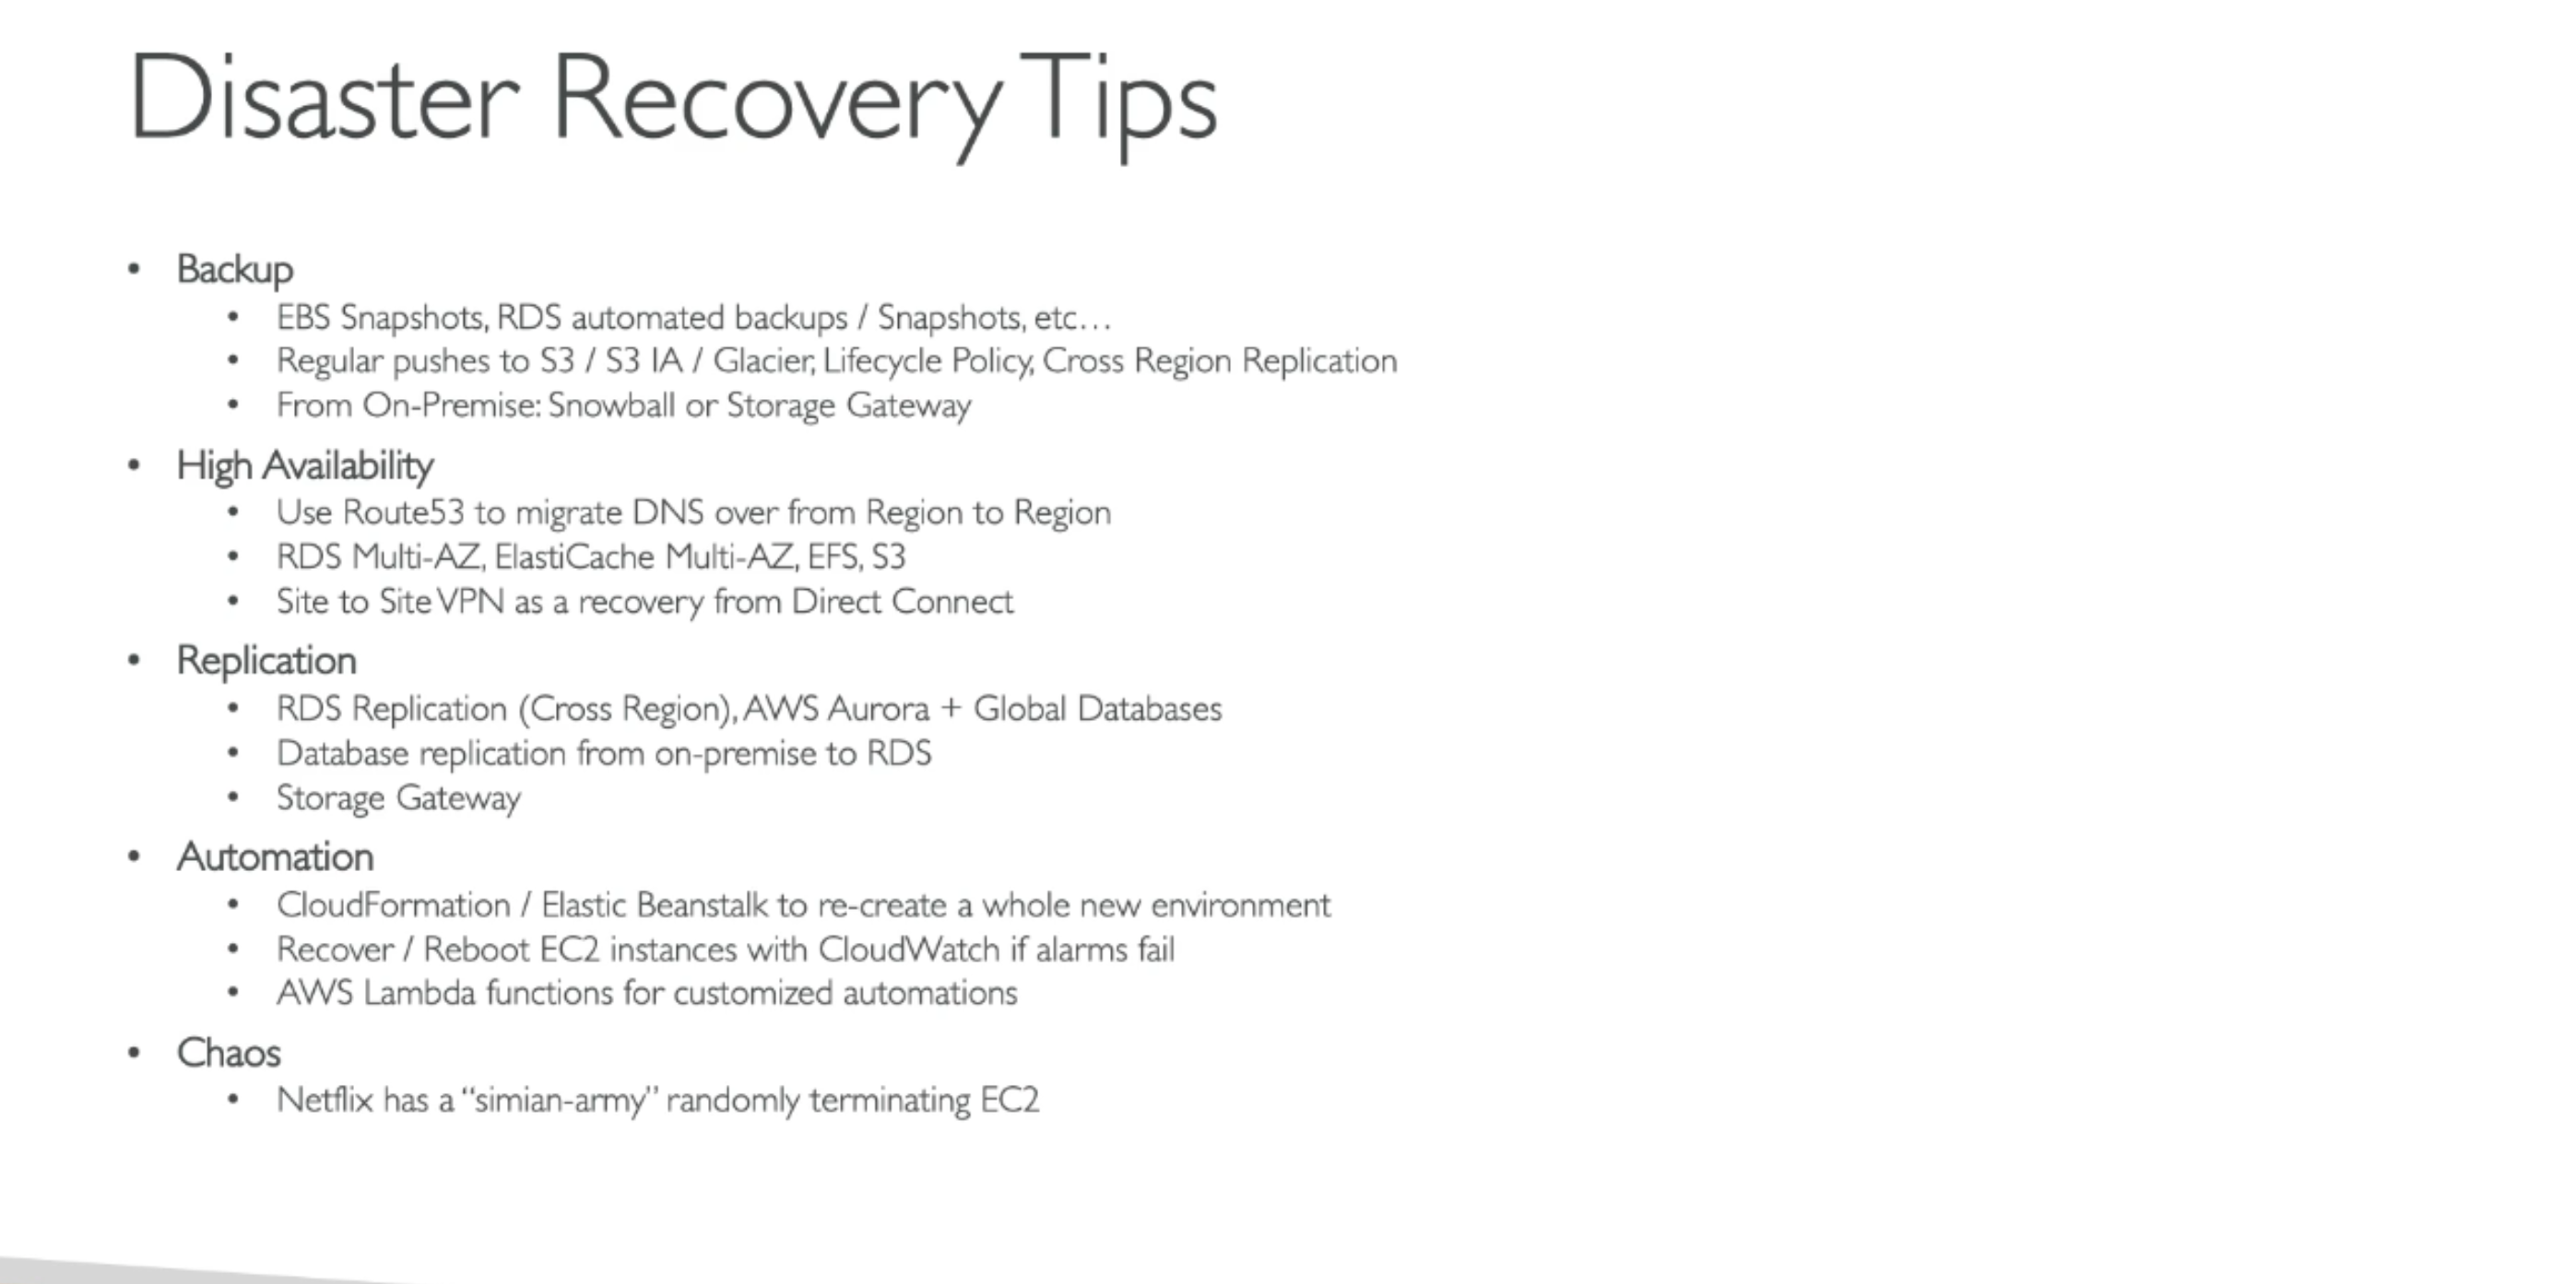 Disaster Recovery Tips
• Backup
• EBS Snapshots, RDS automated backups / Snapshots, etc…
• Regular pushes to S3 / S3 IA / Glacier, Lifecycle Policy, Cross Region Replication
• From On-Premise: Snowball or Storage Gateway
• High Availability
• Use Route53 to migrate DNS over from Region to Region
• RDS Multi-AZ, ElastiCache Multi-AZ, EFS, S3
• Site to Site VPN as a recovery from Direct Connect
• Replication
• RDS Replication (Cross Region), AWS Aurora + Global Databases
• Database replication from on-premise to RDS
• Storage Gateway
• Automation
• CloudFormation / Elastic Beanstalk to re-create a whole new environment
• Recover / Reboot EC2 instances with CloudWatch if alarms fail
• AWS Lambda functions for customized automations
• Chaos
• Netflix has a “simian-army” randomly terminating EC2